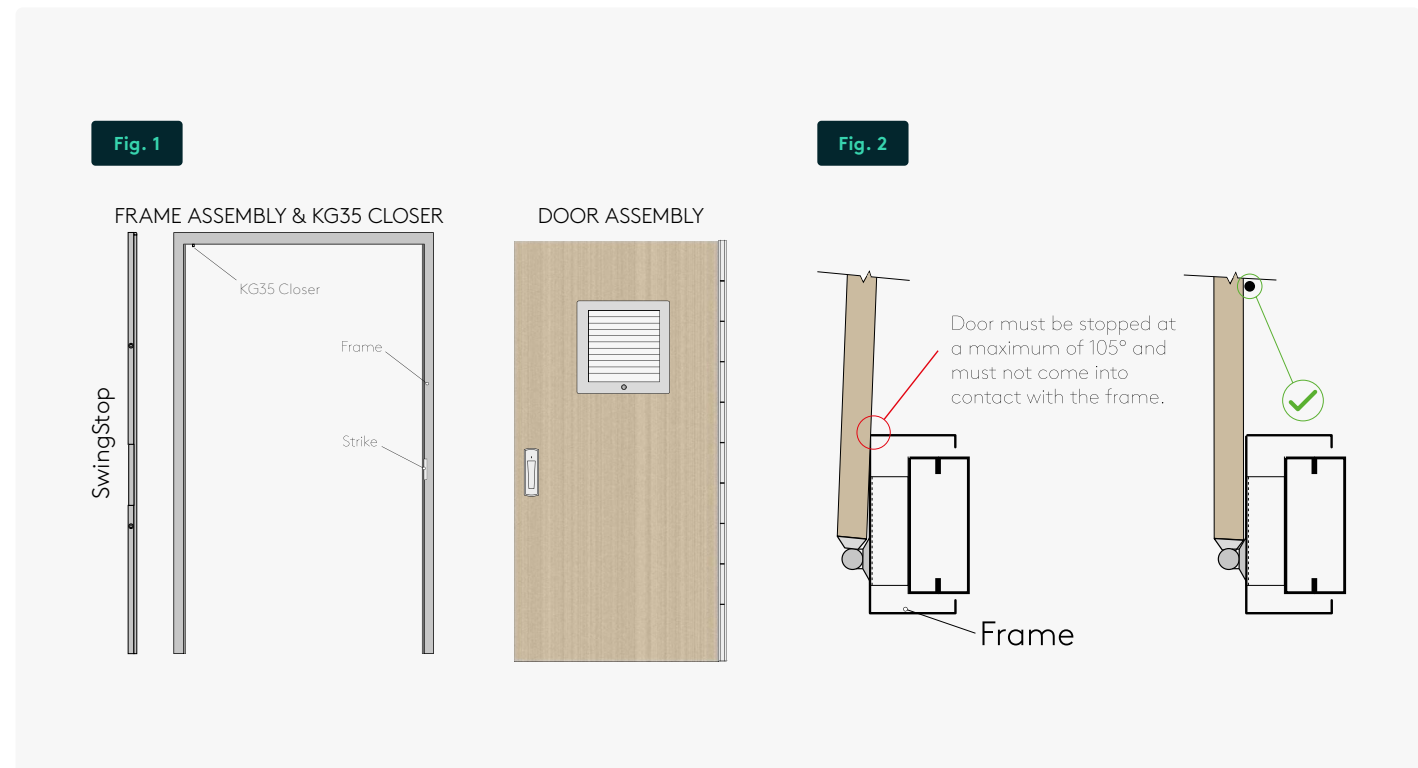 Fig. 1
FRAME ASSEMBLY & KG35 CLOSER
KG35 Closer
Frame
Strike
SwingStop
DOOR ASSEMBLY
Fig. 2
Door must be stopped at
a maximum of 105° and
must not come into
contact with the frame.
Frame